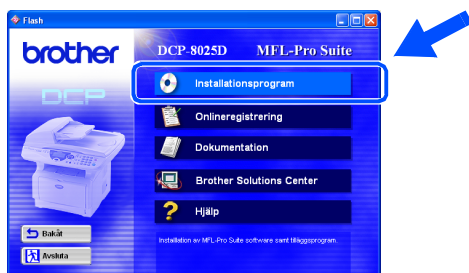 Flash
brother
DCP-8025D MFL-Pro Suite
DCP
Installationsprogram
Onlineregistrering
Dokumentation
Brother Solutions Center
Hjälp
Bakåt
Avsluta
Installation av MFL-Pro Suite software samt tilläggsprogram.